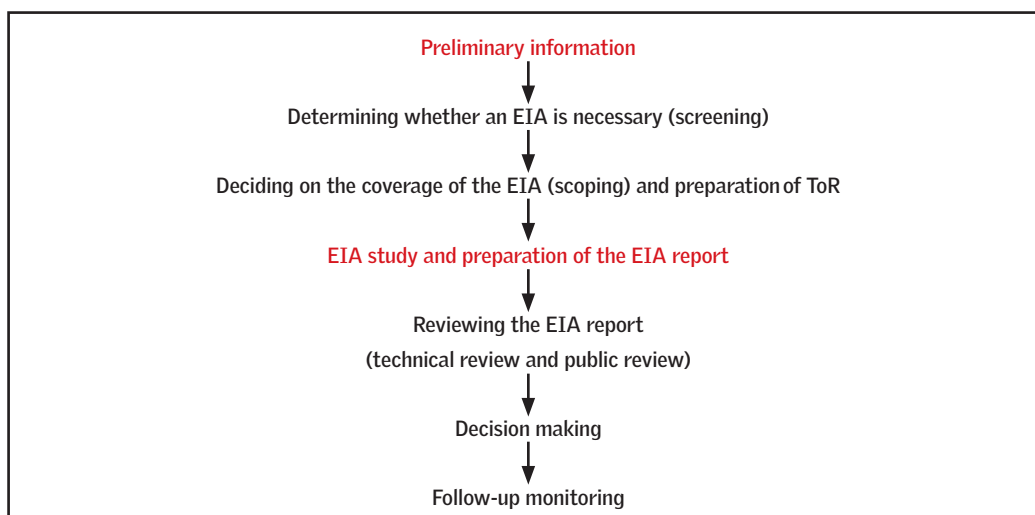 Preliminary information
Determining whether an EIA is necessary (screening)
Deciding on the coverage of the EIA (scoping) and preparation of ToR
EIA study and preparation of the EIA report
Reviewing the EIA report
(technical review and public review)
Decision making
Follow-up monitoring